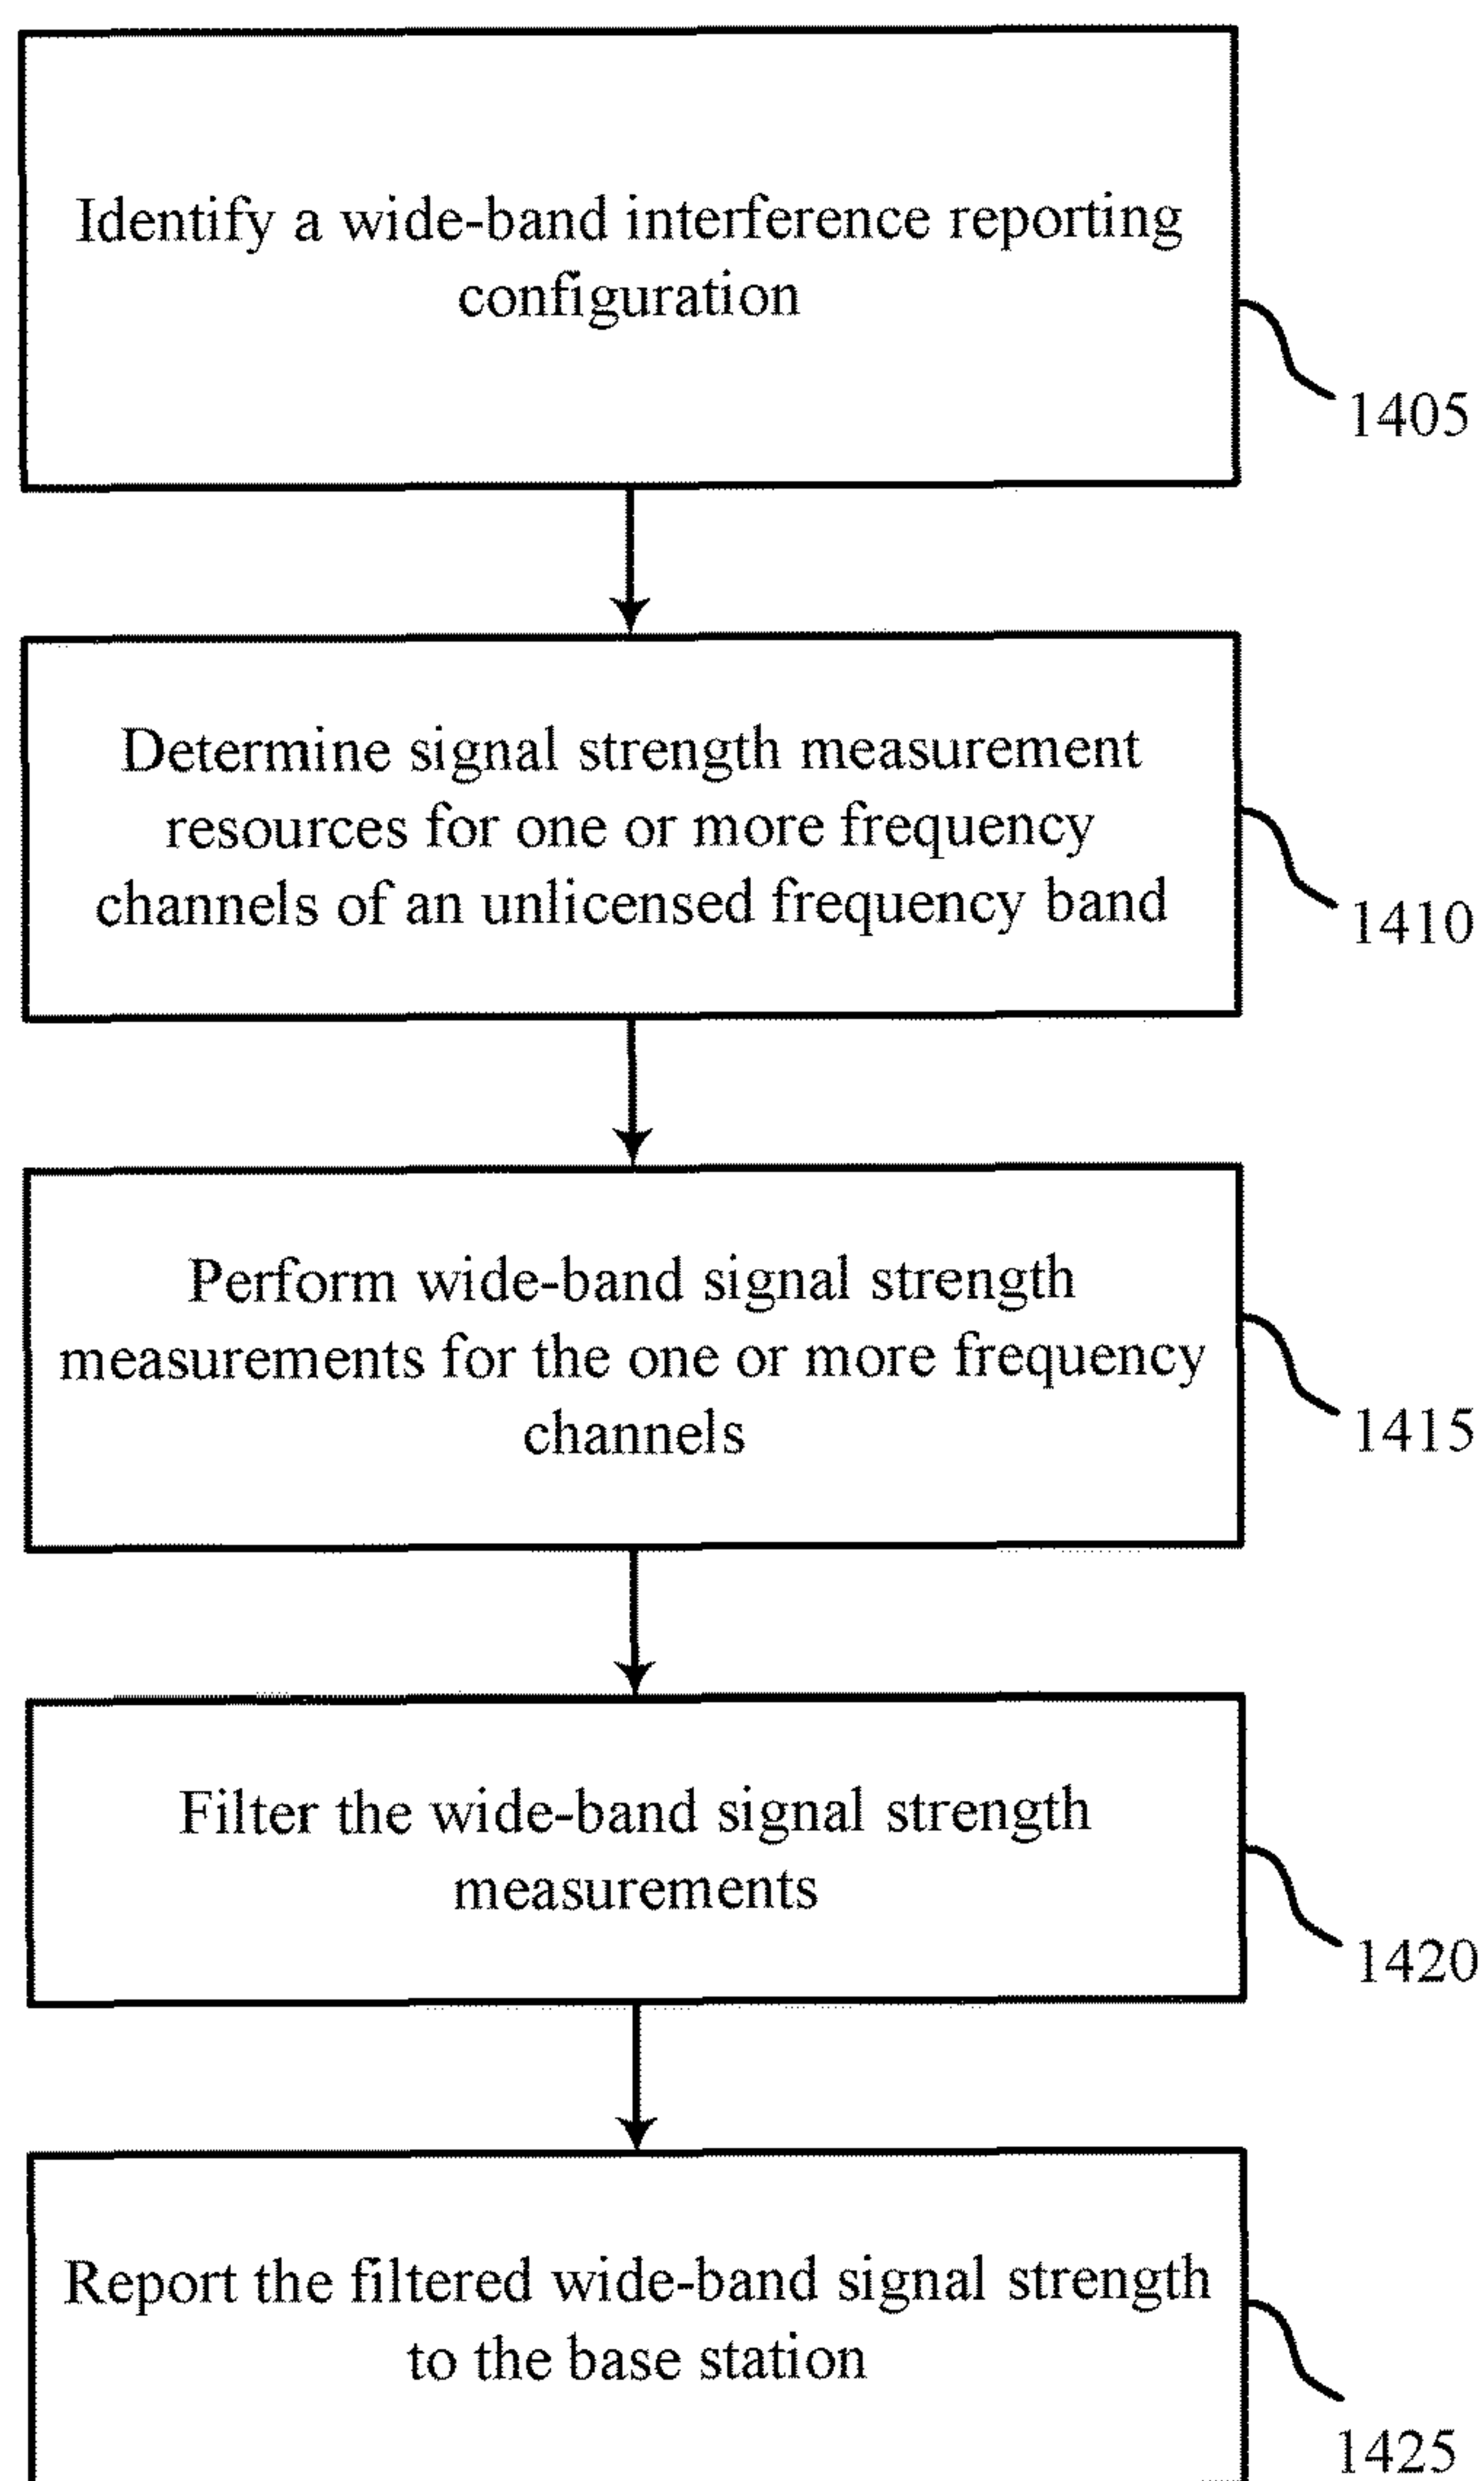 Identify a wide-band interference reporting
configuration
1405
Determine signal strength measurement
resources for one or more frequency
channels of an unlicensed frequency band
1410
Perform wide-band signal strength
measurements for the one or more frequency
channels
1415
Filter the wide-band signal strength
measurements
1420
Report the filtered wide-band signal strength
to the base station
1425